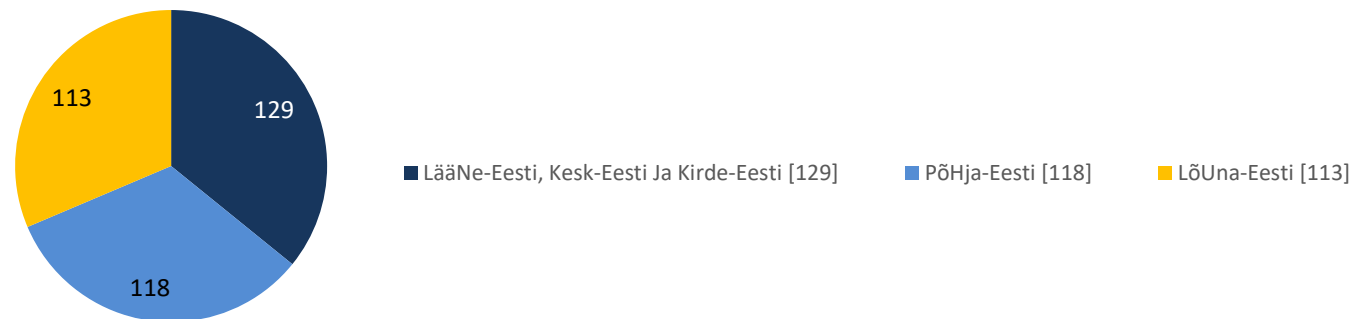 113
129
118
LääNe-Eesti, Kesk-Eesti Ja Kirde-Eesti [129] PõHja-Eesti [118] LõUna-Eesti [113]